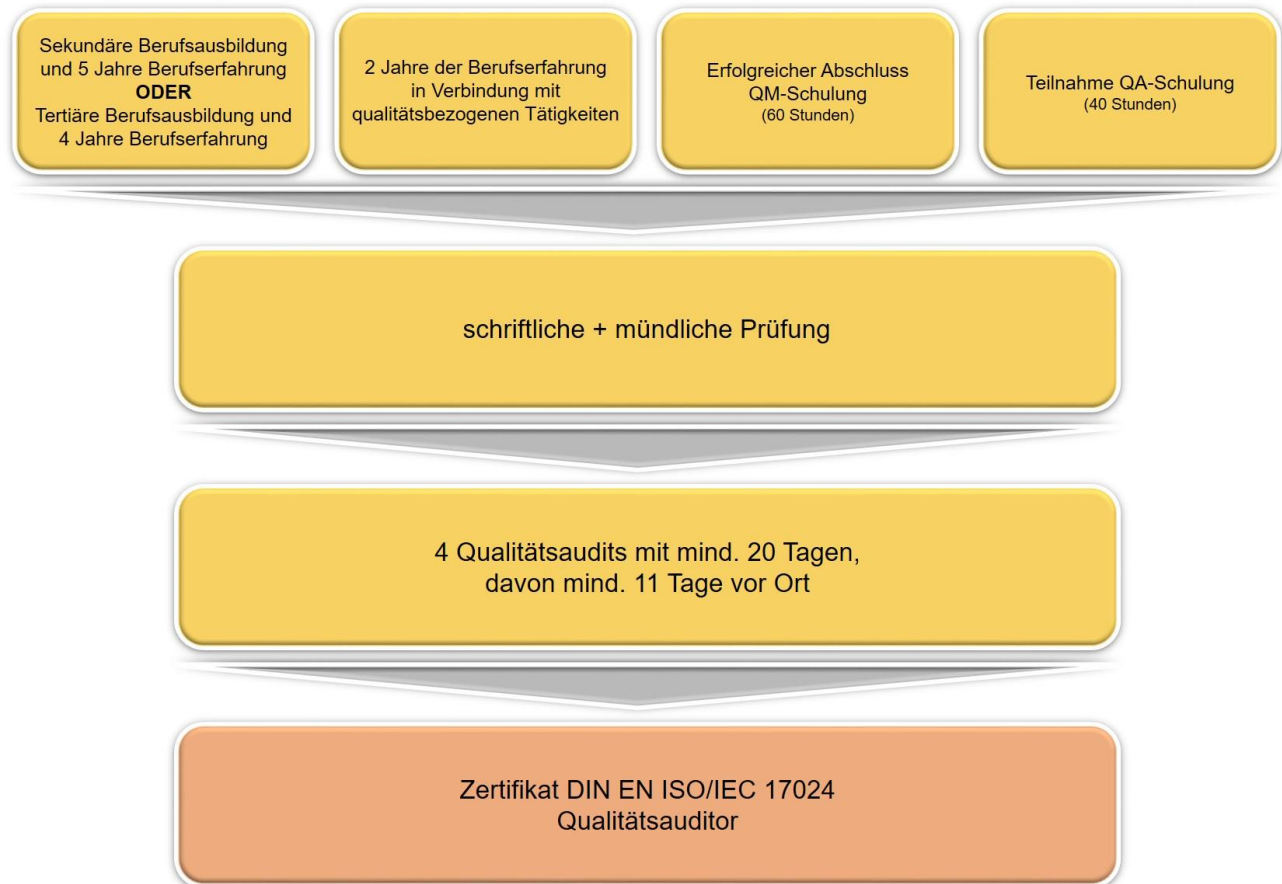 Sekundäre Berufsausbildung
und 5 Jahre Berufserfahrung
ODER
Tertiäre Berufsausbildung und
4 Jahre Berufserfahrung
2 Jahre der Berufserfahrung
in Verbindung mit
qualitätsbezogenen Tätigkeiten
Erfolgreicher Abschluss
QM-Schulung
(60 Stunden)
Teilnahme QA-Schulung
(40 Stunden)
schriftliche + mündliche Prüfung
4 Qualitätsaudits mit mind. 20 Tagen,
davon mind. 11 Tage vor Ort
Zertifikat DIN EN ISO/IEC 17024
Qualitätsauditor